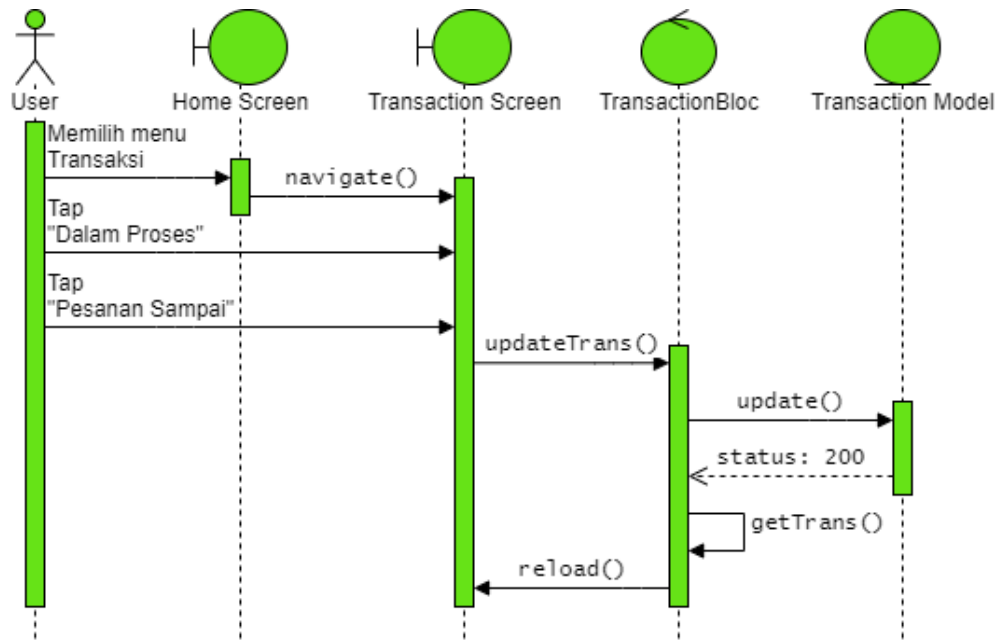 User
Home Screen
Transaction Screen
TransactionBloc
Transaction Model
Memilih menu
Transaksi
navigate()
Tap
"Dalam Proses"
Tap
"Pesanan Sampai"
updateTrans()
update()
status: 200
getTrans()
reload()